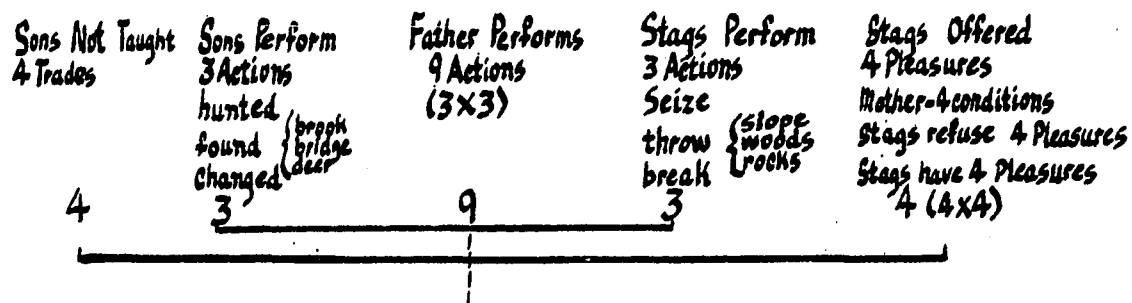 Sons Not Taught
4 Trades
4
Sons Perform
3 Actions
hunted
found { brook
bridge
deer
changed
3
Father Performs
9 Actions
(3×3)
9
Stags Perform
3 Actions
Seize
throw { slope
woods
rocks
break
3
Stags Offered
4 Pleasures
Mother-4 conditions
Stags refuse 4 Pleasures
Stags have 4 Pleasures
4 (4×4)